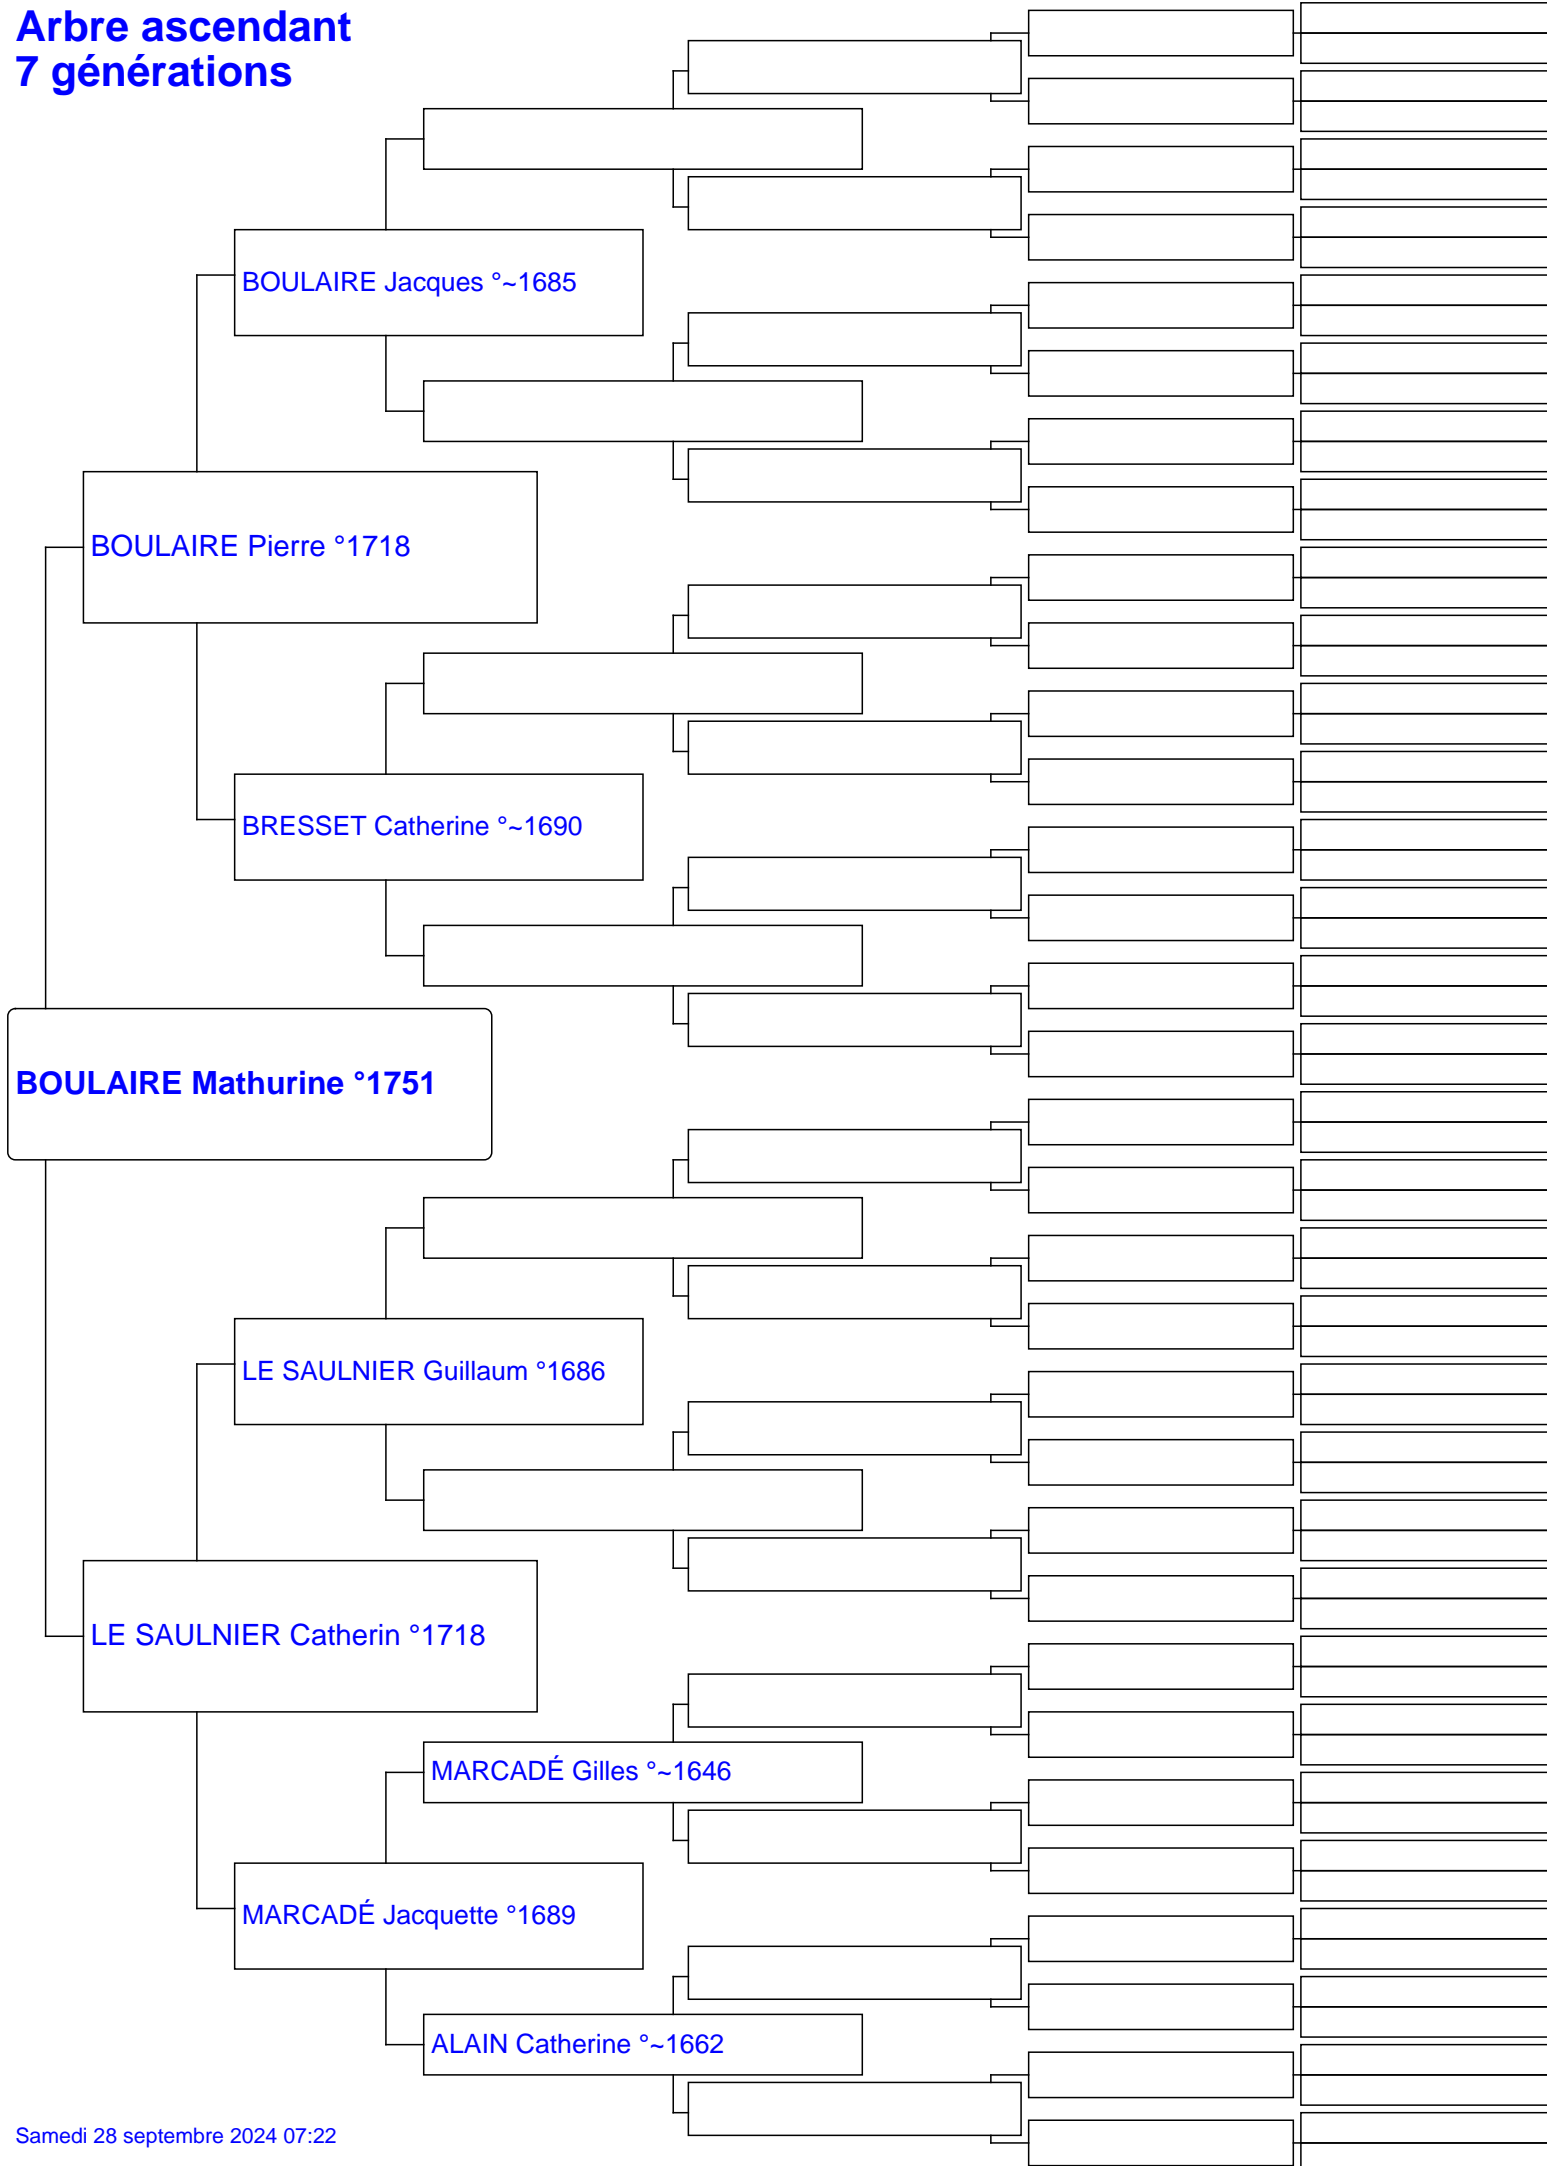 Arbre ascendant
7 générations
BOULAIRE Jacques °~1685
BOULAIRE Pierre °1718
BRESSET Catherine °~1690
BOULAIRE Mathurine °1751
LE SAULNIER Guillaum °1686
LE SAULNIER Catherin °1718
MARCADÉ Gilles °~1646
MARCADÉ Jacquette °1689
ALAIN Catherine °~1662
Samedi 28 septembre 2024 07:22